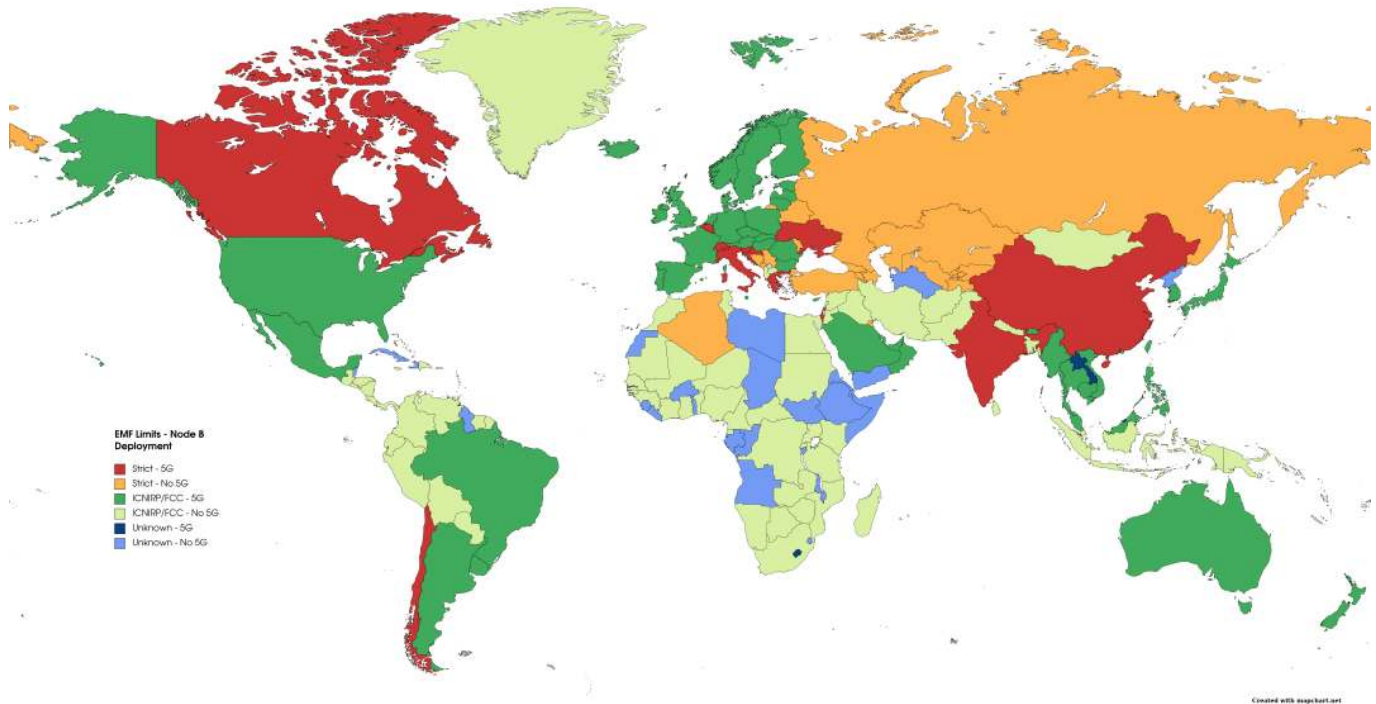 EMF Limits - Node B
Deployment
Strict - 5G
Strict - No 5G
ICNIRP/FCC - 5G
ICNIRP/FCC - No 5G
Unknown - 5G
Unknown - No 5G
Created with mapchart.net